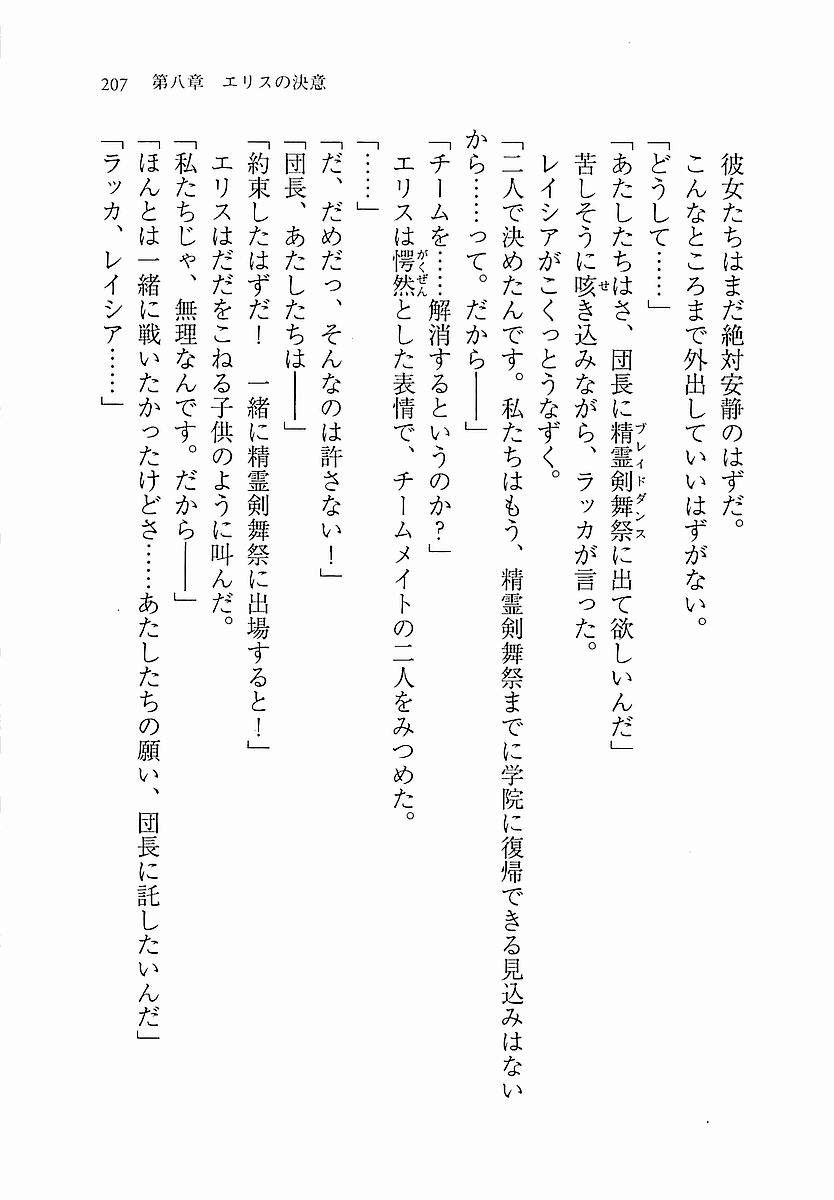 207　第八章　エリスの決意
彼女たちはまだ絶対安静のはずだ。
こんなところまで外出していいはずがない。
「どうして……」
「あたしたちはさ、団長に精霊剣舞祭に出て欲しいんだ」
ブレイドダンス
苦しそうに咳き込みながら、ラッカが言った。
せ
レイシアがこくっとうなずく。
「二人で決めたんです。私たちはもう、精霊剣舞祭までに学院に復帰できる見込みはない
から……って。だから――」
「チームを……解消するというのか？」
エリスは愕然とした表情で、チームメイトの二人をみつめた。
がくぜん
「……」
「だ、だめだっ、そんなのは許さない！」
「団長、あたしたちは――」
「約束したはずだ！　一緒に精霊剣舞祭に出場すると！」
エリスはだだをこねる子供のように叫んだ。
「私たちじゃ、無理なんです。だから――」
「ほんとは一緒に戦いたかったけどさ……あたしたちの願い、団長に託したいんだ」
「ラッカ、レイシア……」